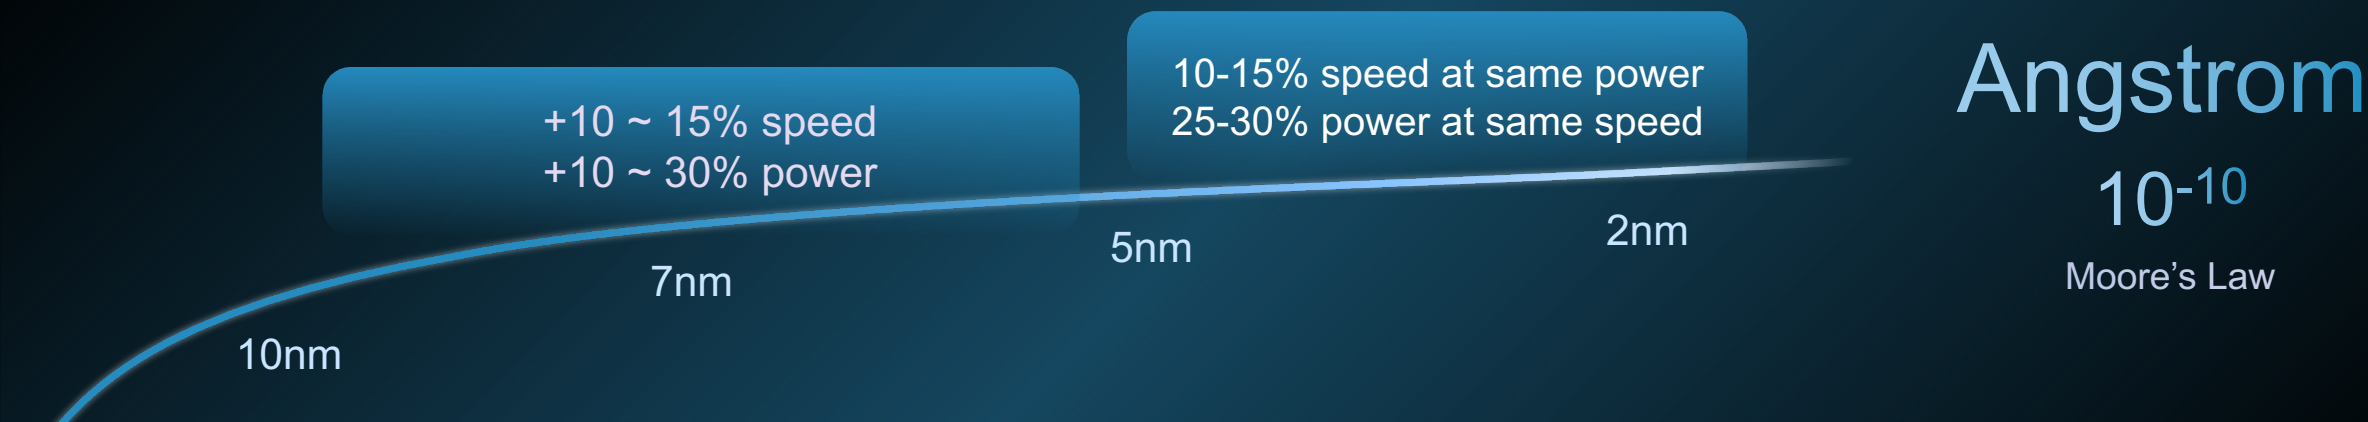 +10 ~ 15% speed
+10 ~ 30% power
10-15% speed at same power
25-30% power at same speed
10nm
7nm
5nm
2nm
Angstrom
10⁻¹⁰
Moore’s Law